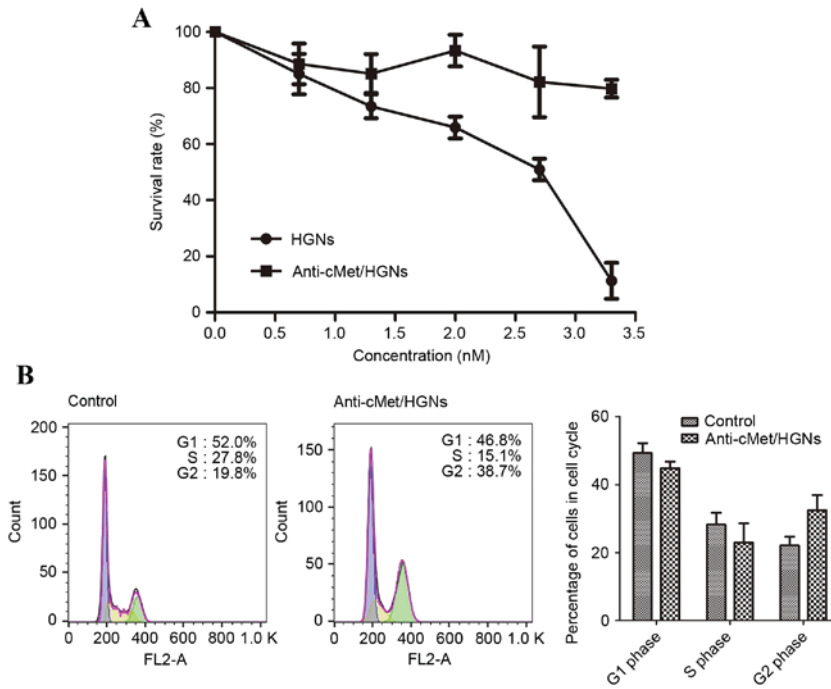 A
100
80
60
40
20
0
Survival rate (%)
HGNs
Anti-cMet/HGNs
0.0 0.5 1.0 1.5 2.0 2.5 3.0 3.5
Concentration (nM)
B
Control
G1 : 52.0%
S : 27.8%
G2 : 19.8%
200
150
100
50
0
Count
0 200 400 600 800 1.0 K
FL2-A
Anti-cMet/HGNs
G1 : 46.8%
S : 15.1%
G2 : 38.7%
150
100
50
0
Count
0 200 400 600 800 1.0 K
FL2-A
Control
Anti-cMet/HGNs
60
40
20
0
Percentage of cells in cell cycle
G1 phase
S phase
G2 phase